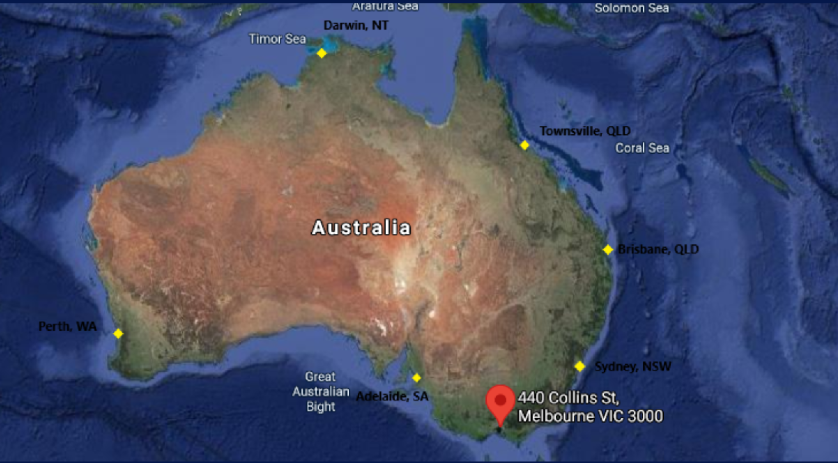 Arafura Sea
Solomon Sea
Darwin, NT
Timor Sea
Townsville, QLD
Coral Sea
Australia
Brisbane, QLD
Perth, WA
Sydney, NSW
Great
Australian
Bight
Adelaide, SA
440 Collins St,
Melbourne VIC 3000